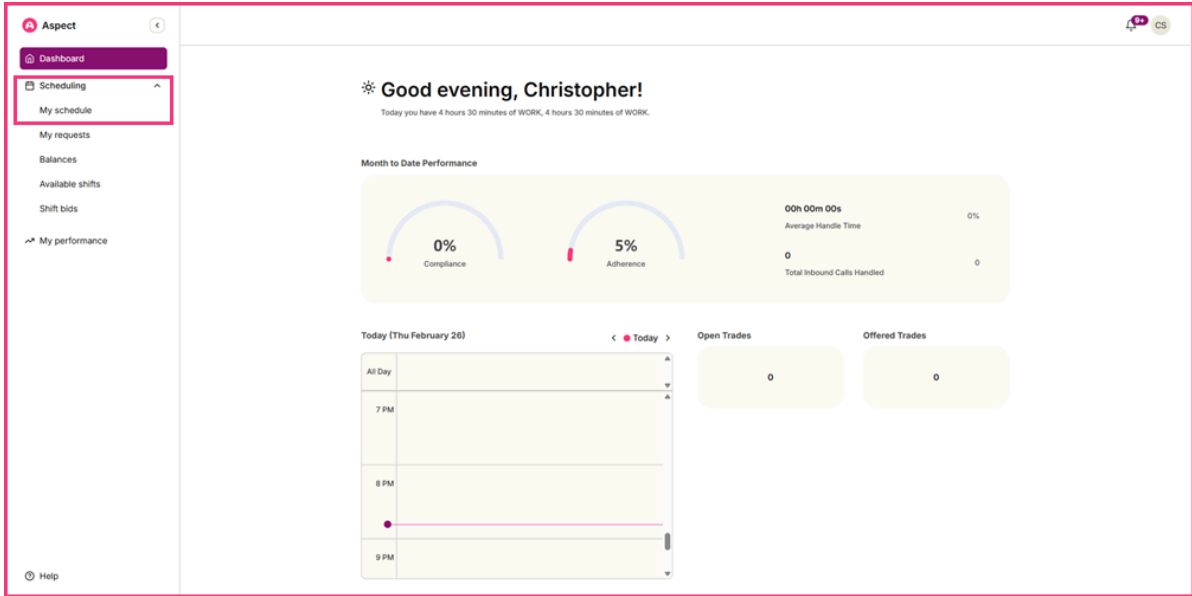 Aspect
9+
CS
Dashboard
Scheduling
My schedule
My requests
Balances
Available shifts
Shift bids
My performance
Help
Good evening, Christopher!
Today you have 4 hours 30 minutes of WORK, 4 hours 30 minutes of WORK.
Month to Date Performance
0%
Compliance
5%
Adherence
00h 00m 00s
Average Handle Time
0%
0
Total Inbound Calls Handled
0
Today (Thu February 26)
Today
All Day
7 PM
8 PM
9 PM
Open Trades
0
Offered Trades
0